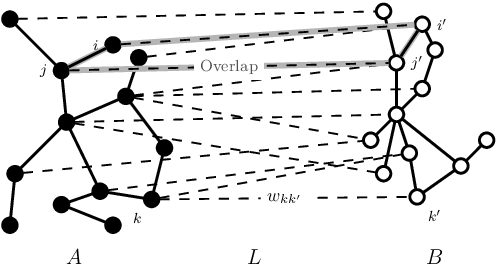 i i'
j Overlap j'
w_{kk'}
k k'
A L B